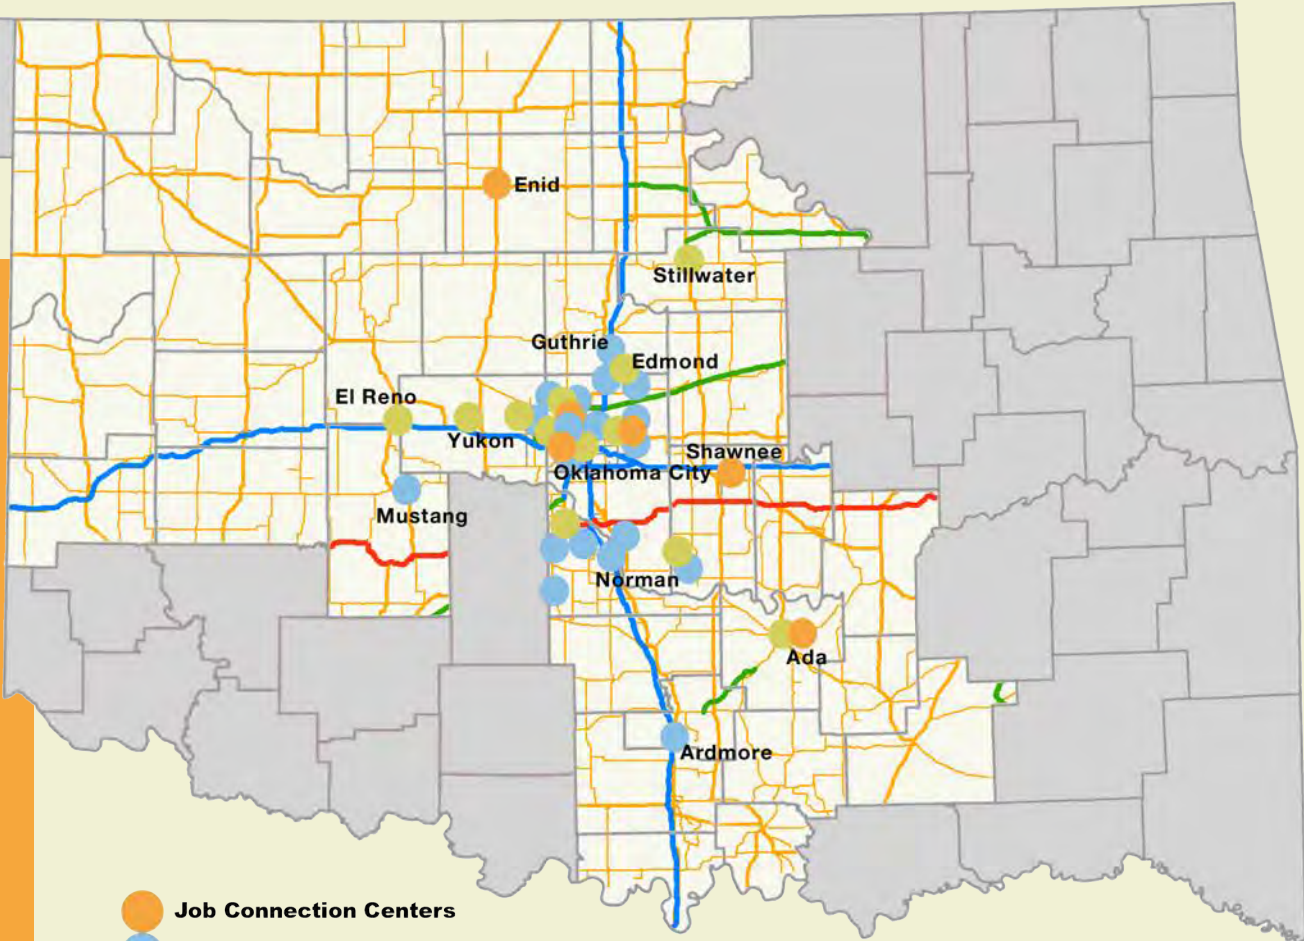 Enid
Stillwater
Guthrie
Edmond
El Reno
Yukon
Shawnee
Oklahoma City
Mustang
Norman
Ada
Ardmore
Job Connection Centers